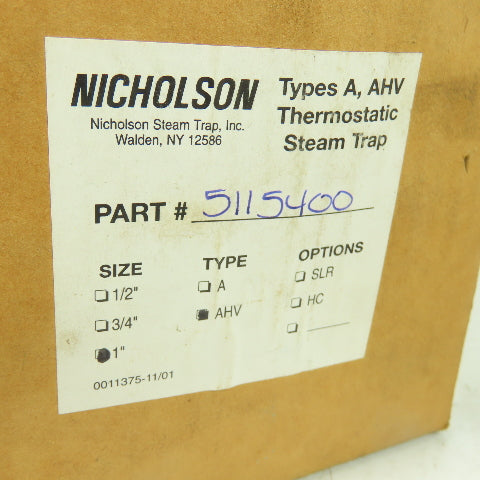 NICHOLSON
Nicholson Steam Trap, Inc.
Walden, NY 12586
Types A, AHV
Thermostatic
Steam Trap
PART # 5115400
SIZE
1/2"
3/4"
1"
TYPE
A
AHV
OPTIONS
SLR
HC
0011375-11/01